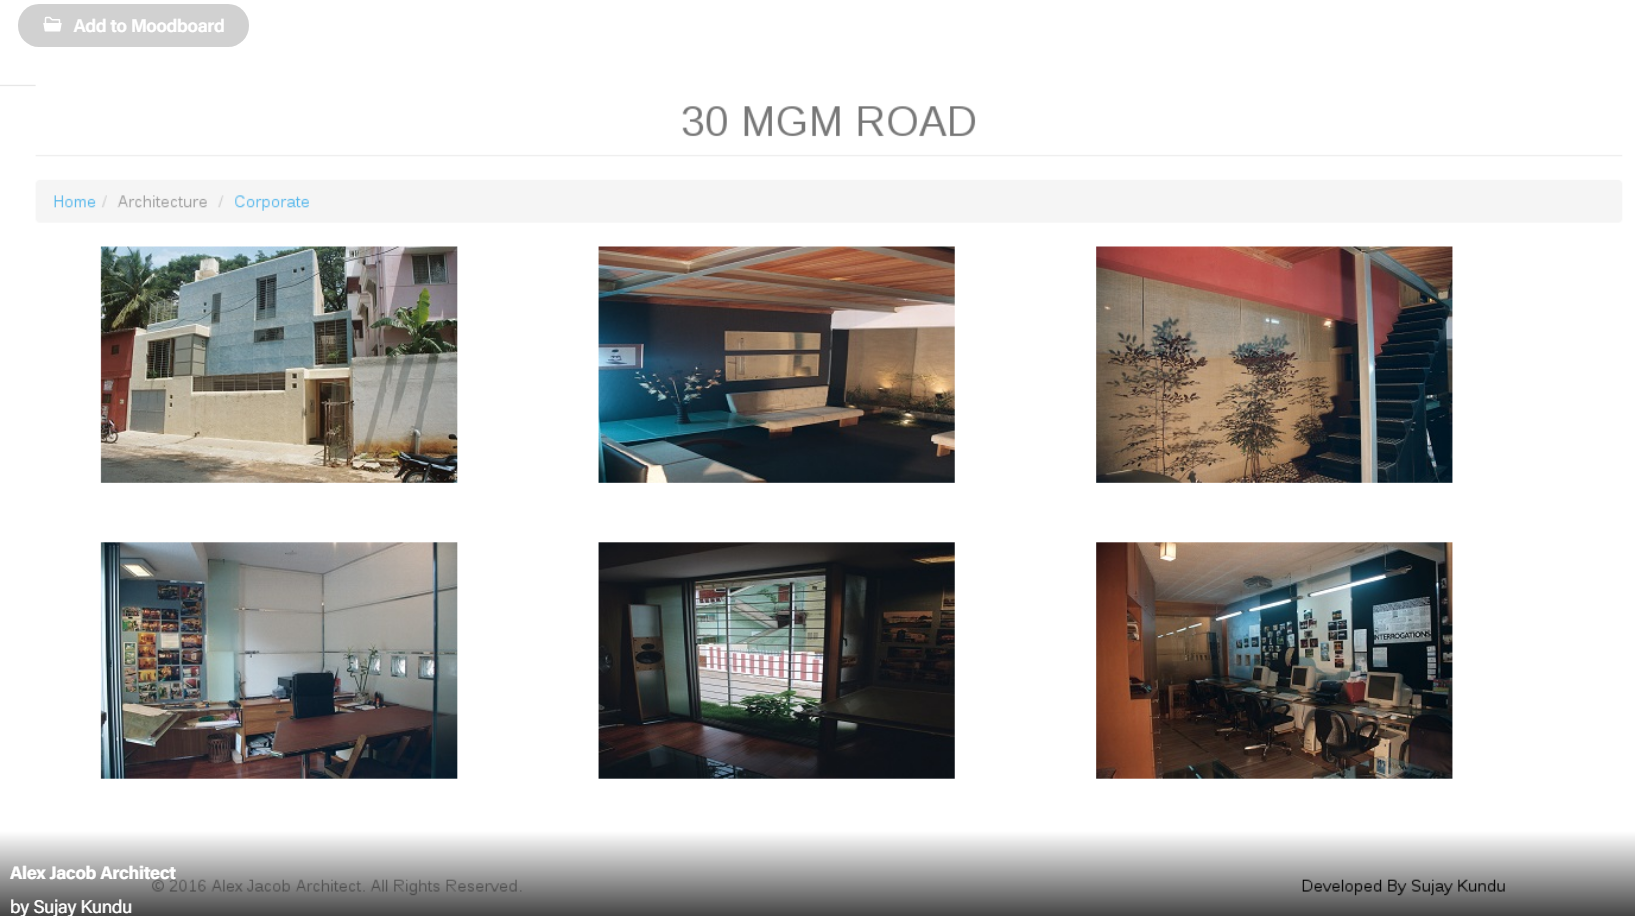 Add to Moodboard
30 MGM ROAD
Home / Architecture / Corporate
INTERROGATIONS
Alex Jacob Architect
© 2016 Alex Jacob Architect. All Rights Reserved.
Developed By Sujay Kundu
by Sujay Kundu